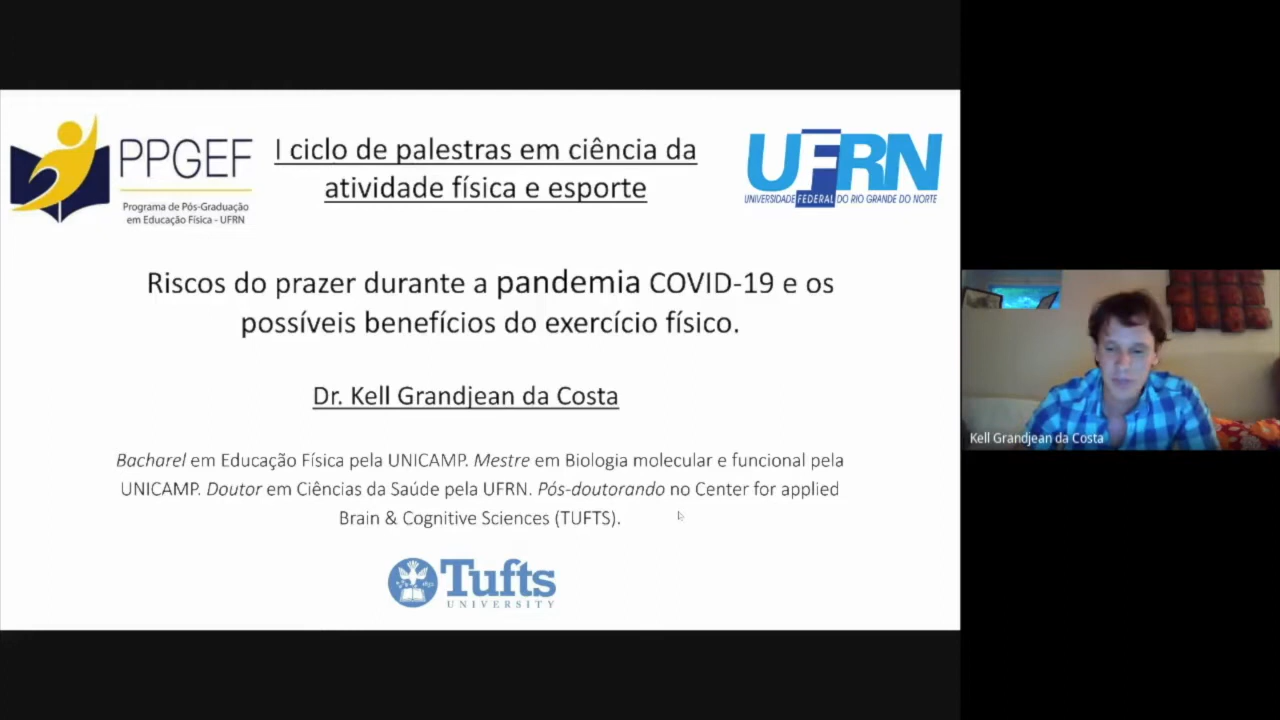 PPGEF
Programa de Pós-Graduação
em Educação Física - UFRN
I ciclo de palestras em ciência da
atividade física e esporte
UFRN
UNIVERSIDADE FEDERAL DO RIO GRANDE DO NORTE
Riscos do prazer durante a pandemia COVID-19 e os
possíveis benefícios do exercício físico.
Dr. Kell Grandjean da Costa
Bacharel em Educação Física pela UNICAMP. Mestre em Biologia molecular e funcional pela
UNICAMP. Doutor em Ciências da Saúde pela UFRN. Pós-doutorando no Center for applied
Brain & Cognitive Sciences (TUFTS).
Tufts
UNIVERSITY
Kell Grandjean da Costa